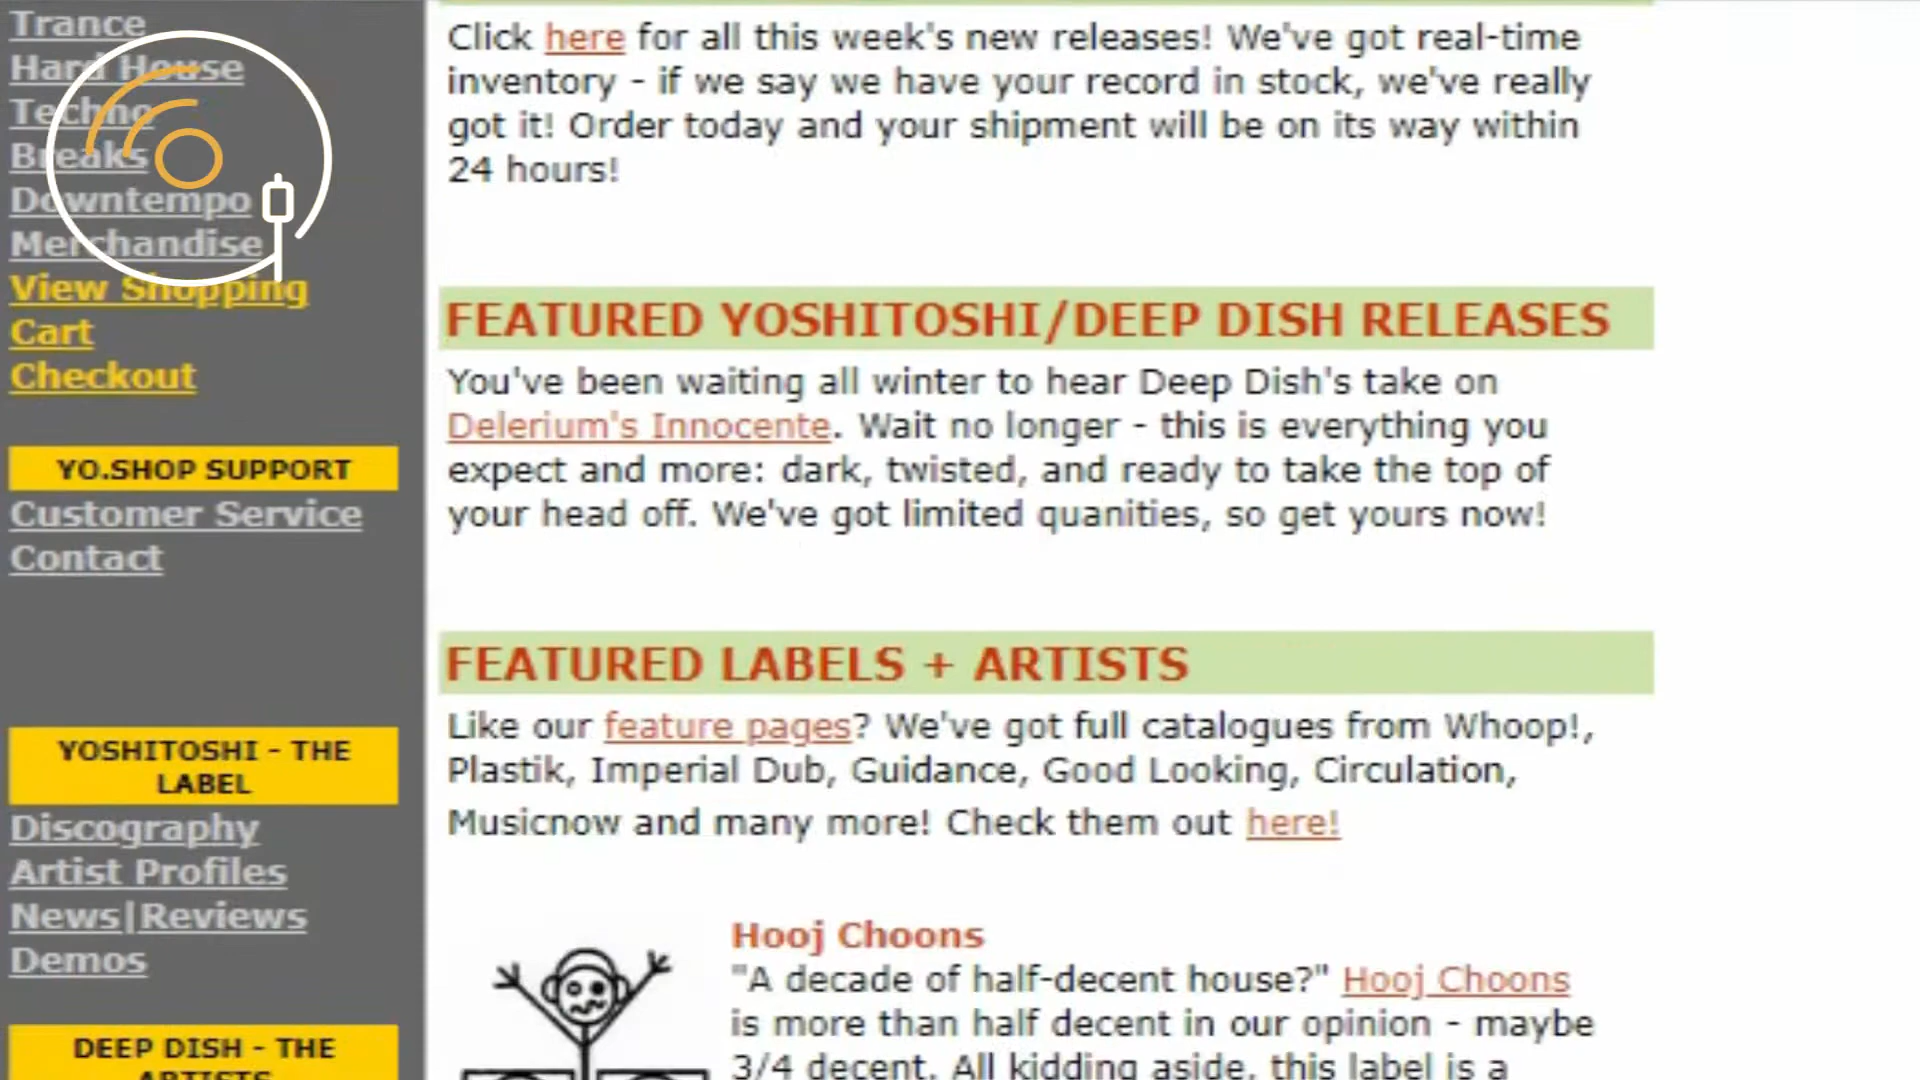 Trance
Hard House
Techno
Breaks
Downtempo
Merchandise
View Shopping
Cart
Checkout
YO.SHOP SUPPORT
Customer Service
Contact
YOSHITOSHI - THE
LABEL
Discography
Artist Profiles
News|Reviews
Demos
DEEP DISH - THE
ARTISTS
Click here for all this week's new releases! We've got real-time
inventory - if we say we have your record in stock, we've really
got it! Order today and your shipment will be on its way within
24 hours!
FEATURED YOSHITOSHI/DEEP DISH RELEASES
You've been waiting all winter to hear Deep Dish's take on
Delerium's Innocente. Wait no longer - this is everything you
expect and more: dark, twisted, and ready to take the top of
your head off. We've got limited quanities, so get yours now!
FEATURED LABELS + ARTISTS
Like our feature pages? We've got full catalogues from Whoop!,
Plastik, Imperial Dub, Guidance, Good Looking, Circulation,
Musicnow and many more! Check them out here!
Hooj Choons
"A decade of half-decent house?" Hooj Choons
is more than half decent in our opinion - maybe
3/4 decent. All kidding aside, this label is a